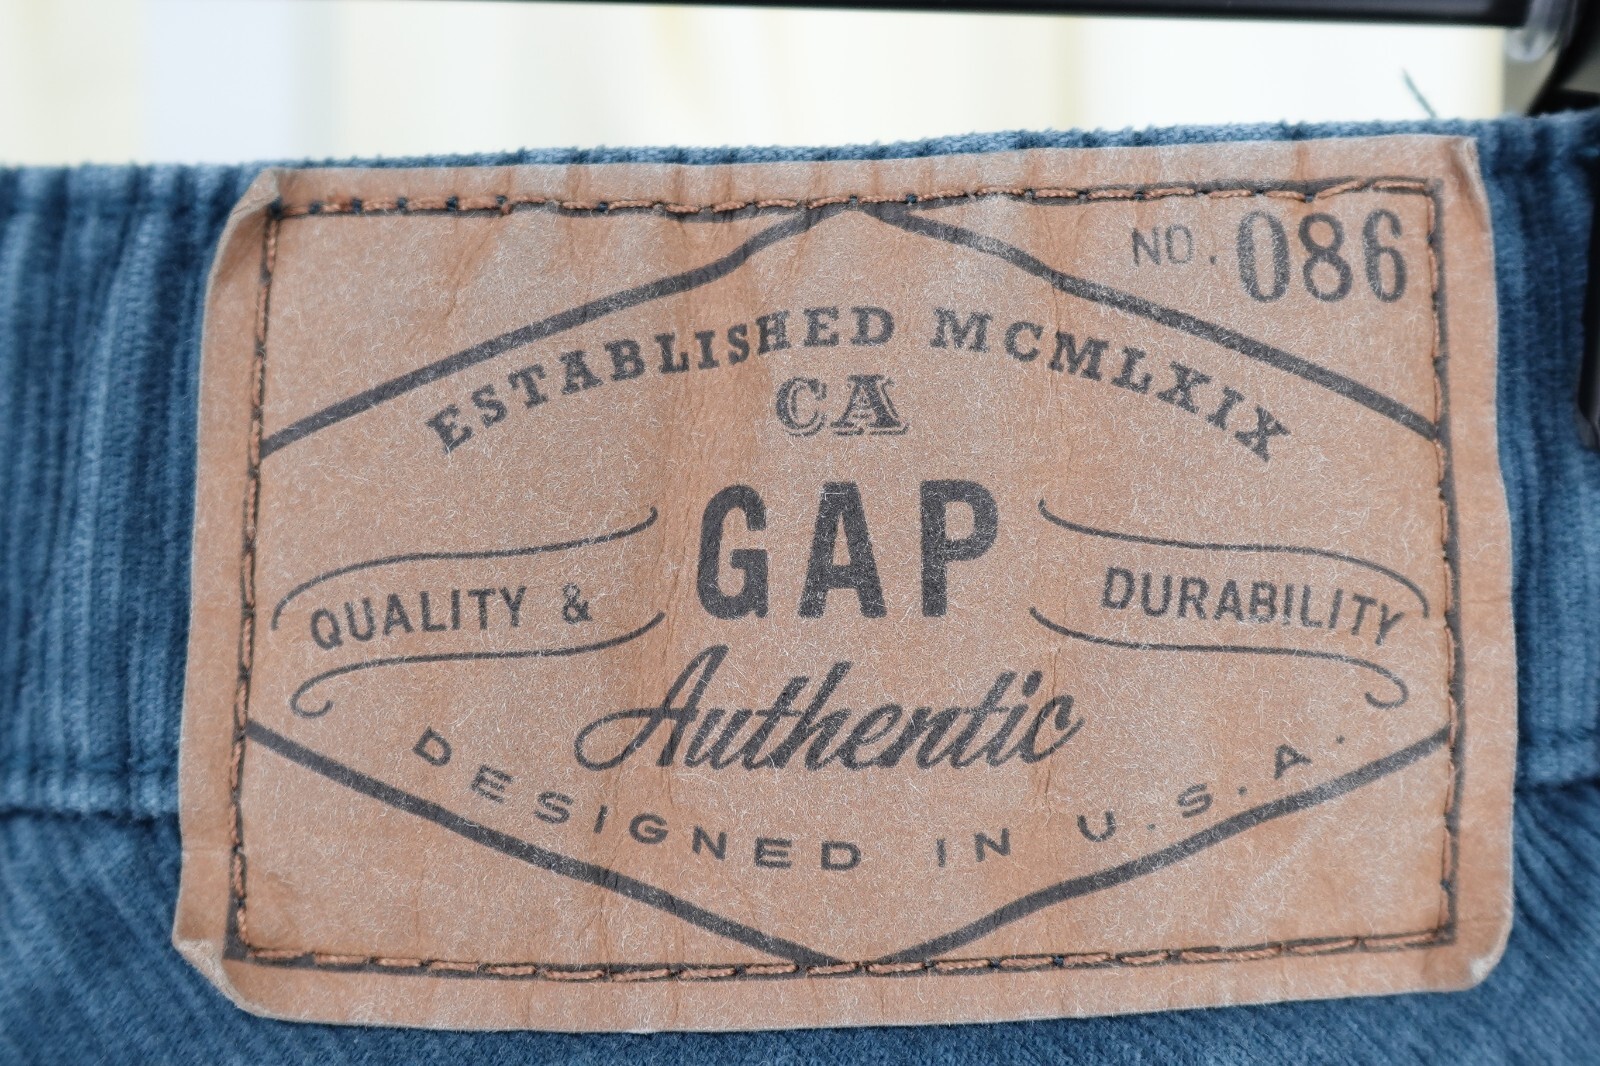 NO. 086
ESTABLISHED MCMLXIX
CA
GAP
QUALITY & DURABILITY
Authentic
DESIGNED IN U.S.A.